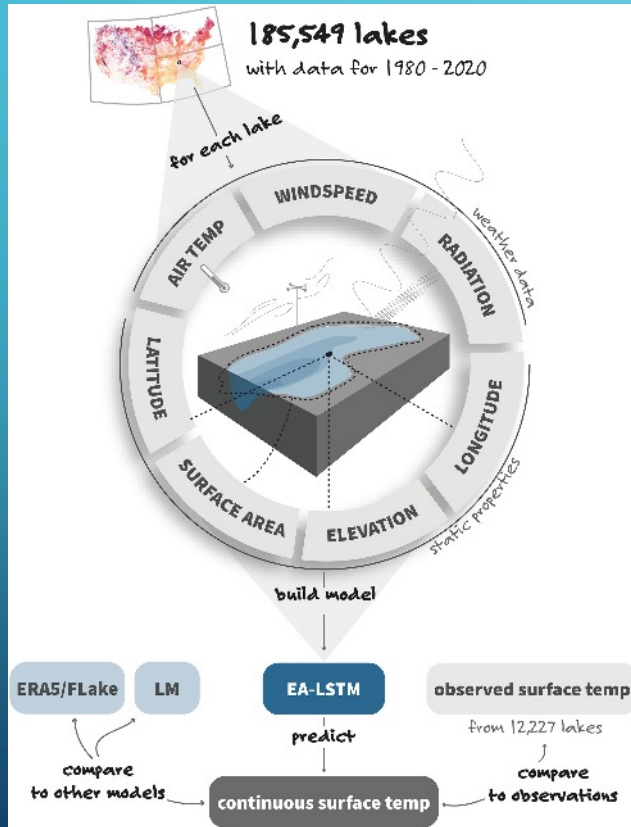 185,549 lakes
with data for 1980 - 2020
for each lake
WINDSPEED
AIR TEMP
RADIATION
weather data
LATITUDE
LONGITUDE
SURFACE AREA
ELEVATION
static properties
build model
ERA5/FLake
LM
EA-LSTM
observed surface temp
from 12,227 lakes
predict
compare
to other models
continuous surface temp
compare
to observations